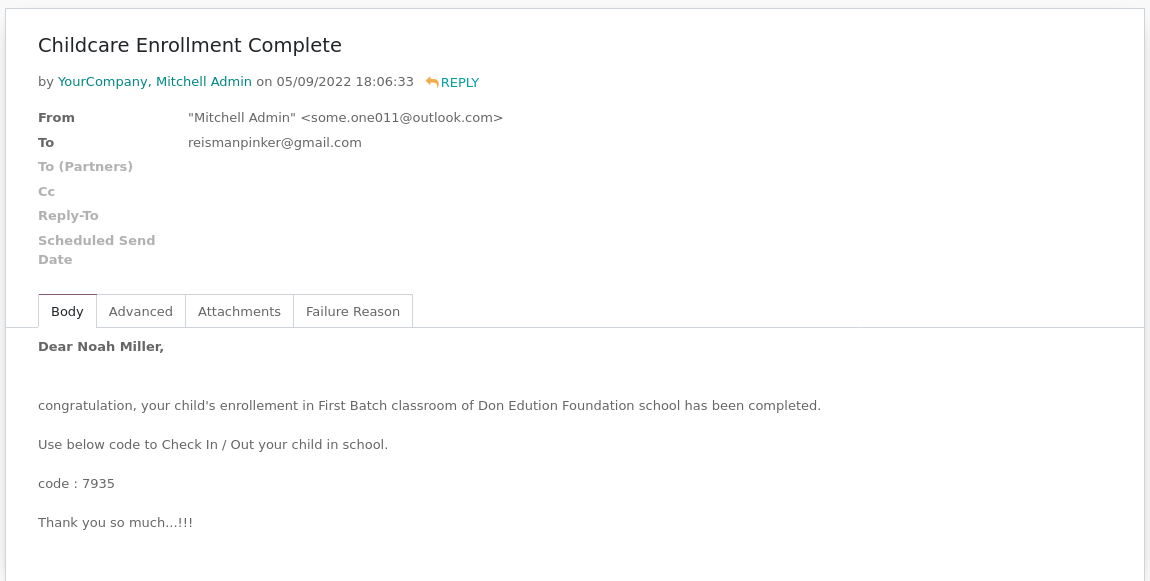 Childcare Enrollment Complete
by YourCompany, Mitchell Admin on 05/09/2022 18:06:33 REPLY
From "Mitchell Admin" <some.one011@outlook.com>
To reismanpinker@gmail.com
To (Partners)
Cc
Reply-To
Scheduled Send
Date
Body Advanced Attachments Failure Reason
Dear Noah Miller,
congratulation, your child's enrollement in First Batch classroom of Don Edution Foundation school has been completed.
Use below code to Check In / Out your child in school.
code : 7935
Thank you so much...!!!